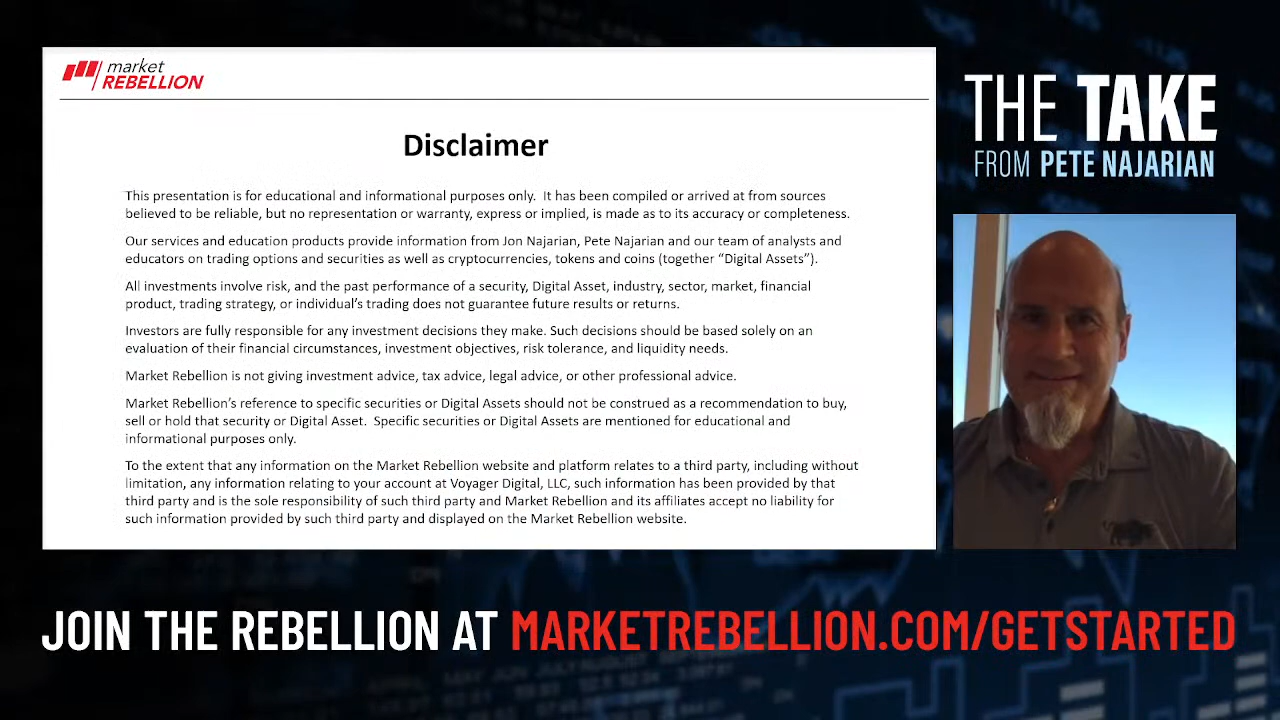 market
REBELLION
Disclaimer
This presentation is for educational and informational purposes only.  It has been compiled or arrived at from sources
believed to be reliable, but no representation or warranty, express or implied, is made as to its accuracy or completeness.
Our services and education products provide information from Jon Najarian, Pete Najarian and our team of analysts and
educators on trading options and securities as well as cryptocurrencies, tokens and coins (together “Digital Assets”).
All investments involve risk, and the past performance of a security, Digital Asset, industry, sector, market, financial
product, trading strategy, or individual’s trading does not guarantee future results or returns.
Investors are fully responsible for any investment decisions they make. Such decisions should be based solely on an
evaluation of their financial circumstances, investment objectives, risk tolerance, and liquidity needs.
Market Rebellion is not giving investment advice, tax advice, legal advice, or other professional advice.
Market Rebellion’s reference to specific securities or Digital Assets should not be construed as a recommendation to buy,
sell or hold that security or Digital Asset.  Specific securities or Digital Assets are mentioned for educational and
informational purposes only.
To the extent that any information on the Market Rebellion website and platform relates to a third party, including without
limitation, any information relating to your account at Voyager Digital, LLC, such information has been provided by that
third party and is the sole responsibility of such third party and Market Rebellion and its affiliates accept no liability for
such information provided by such third party and displayed on the Market Rebellion website.
THE TAKE
FROM PETE NAJARIAN
JOIN THE REBELLION AT MARKETREBELLION.COM/GETSTARTED